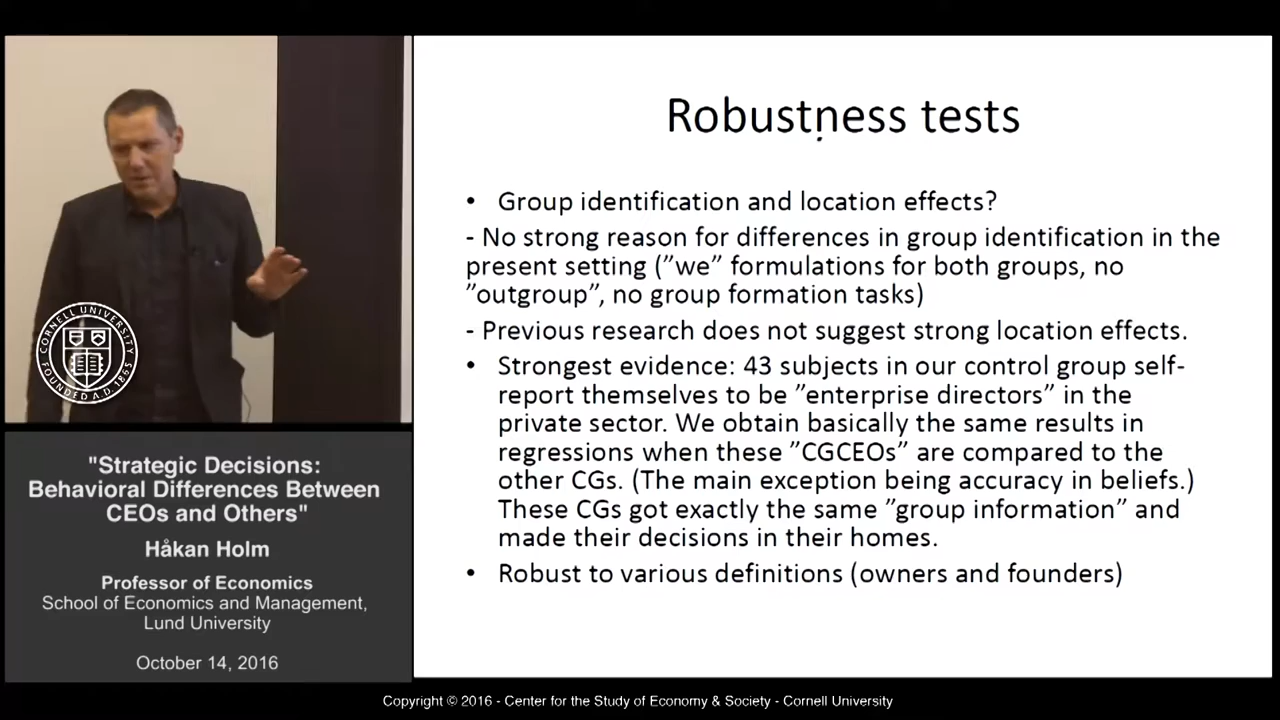 Robustness tests
• Group identification and location effects?
- No strong reason for differences in group identification in the
present setting (”we” formulations for both groups, no
”outgroup”, no group formation tasks)
- Previous research does not suggest strong location effects.
• Strongest evidence: 43 subjects in our control group self-
report themselves to be ”enterprise directors” in the
private sector. We obtain basically the same results in
regressions when these ”CGCEOs” are compared to the
other CGs. (The main exception being accuracy in beliefs.)
These CGs got exactly the same ”group information” and
made their decisions in their homes.
• Robust to various definitions (owners and founders)
CORNELL UNIVERSITY
FOUNDED A.D. 1865
"Strategic Decisions:
Behavioral Differences Between
CEOs and Others"
Håkan Holm
Professor of Economics
School of Economics and Management,
Lund University
October 14, 2016
Copyright © 2016 - Center for the Study of Economy & Society - Cornell University